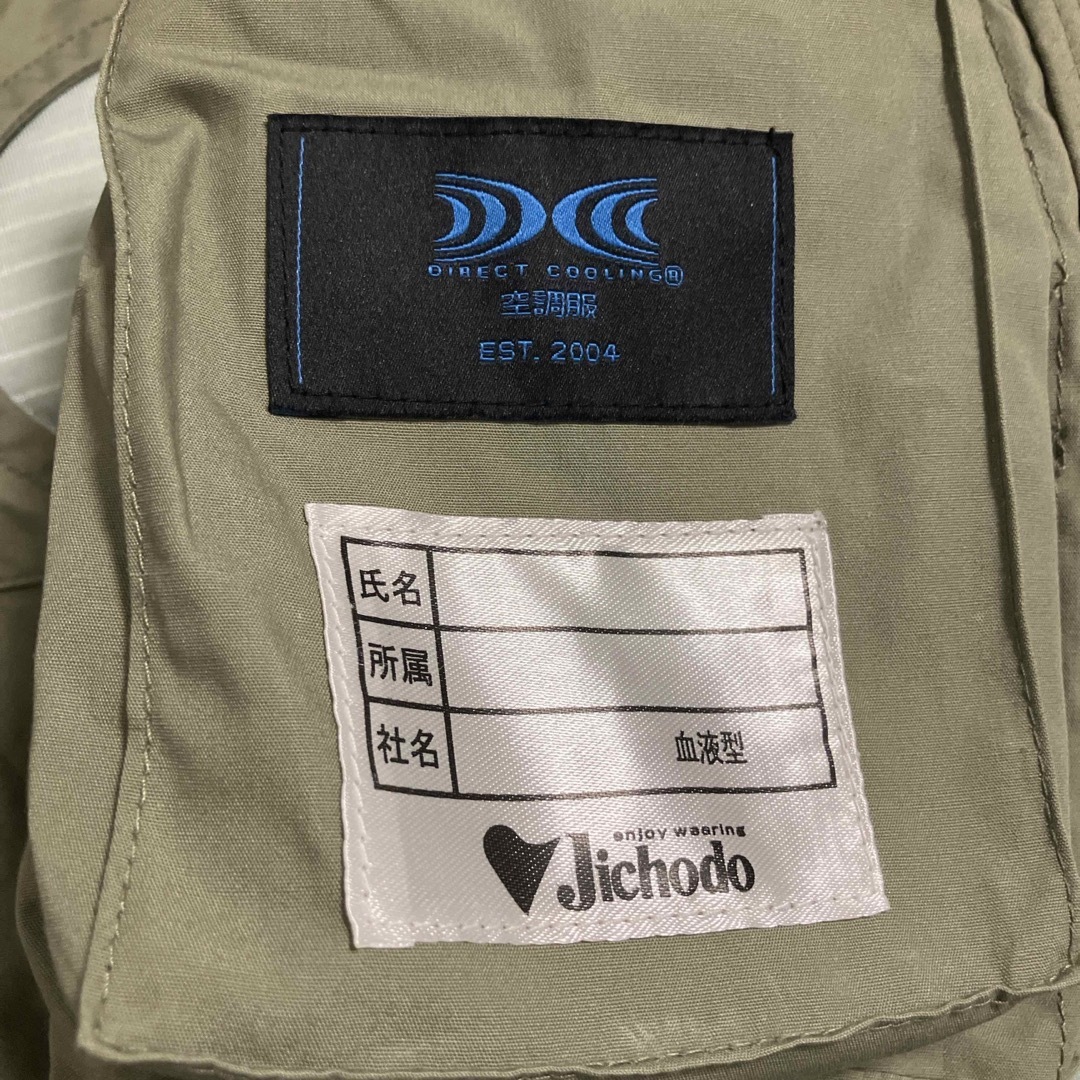 DIRECT COOLING®
空調服
EST. 2004
氏名
所属
社名 血液型
enjoy wearing
Jichodo